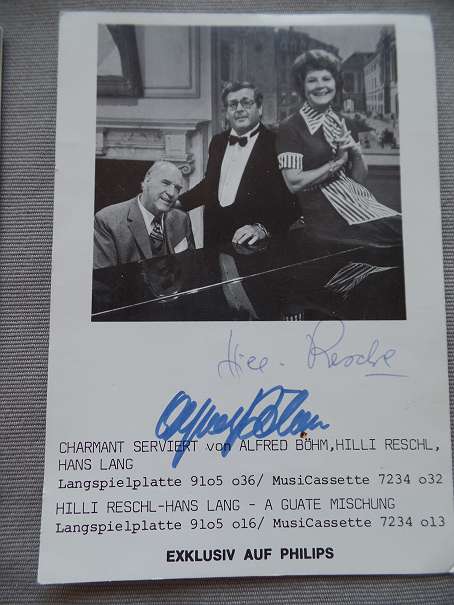 Hilli Reschl
Alfred Böhm
CHARMANT SERVIERT von ALFRED BÖHM,HILLI RESCHL,
HANS LANG
Langspielplatte 91o5 o36/ MusiCassette 7234 o32
HILLI RESCHL-HANS LANG - A GUATE MISCHUNG
Langspielplatte 91o5 o16/ MusiCassette 7234 o13
EXKLUSIV AUF PHILIPS